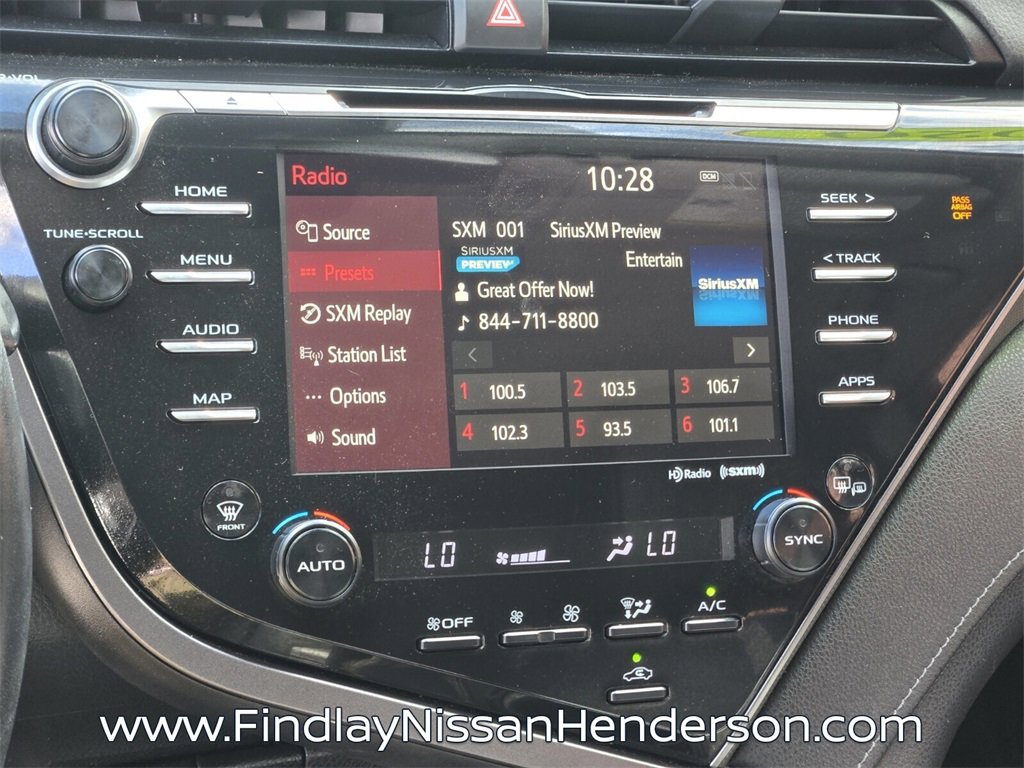 VOL
HOME
TUNE•SCROLL
MENU
AUDIO
MAP
Radio
10:28
DCM
Source
Presets
SXM Replay
Station List
Options
Sound
SXM 001 SiriusXM Preview
SIRIUSXM
PREVIEW
Entertain
SiriusXM
Great Offer Now!
844-711-8800
< >
1 100.5 2 103.5 3 106.7
4 102.3 5 93.5 6 101.1
HD Radio ((SXM))
SEEK >
< TRACK
PHONE
APPS
PASS
AIRBAG
OFF
FRONT
AUTO
LO
LO
SYNC
OFF
A/C
www.FindlayNissanHenderson.com